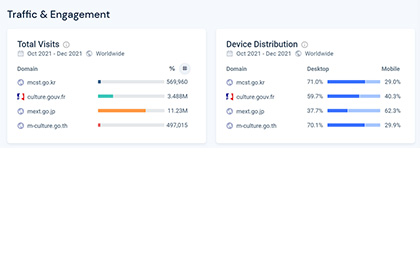 Traffic & Engagement
Total Visits
Oct 2021 - Dec 2021 Worldwide
Domain % #
mcst.go.kr 569,960
culture.gouv.fr 3.488M
mext.go.jp 11.23M
m-culture.go.th 497,015
Device Distribution
Oct 2021 - Dec 2021 Worldwide
Domain Desktop Mobile
mcst.go.kr 71.0% 29.0%
culture.gouv.fr 59.7% 40.3%
mext.go.jp 37.7% 62.3%
m-culture.go.th 70.1% 29.9%